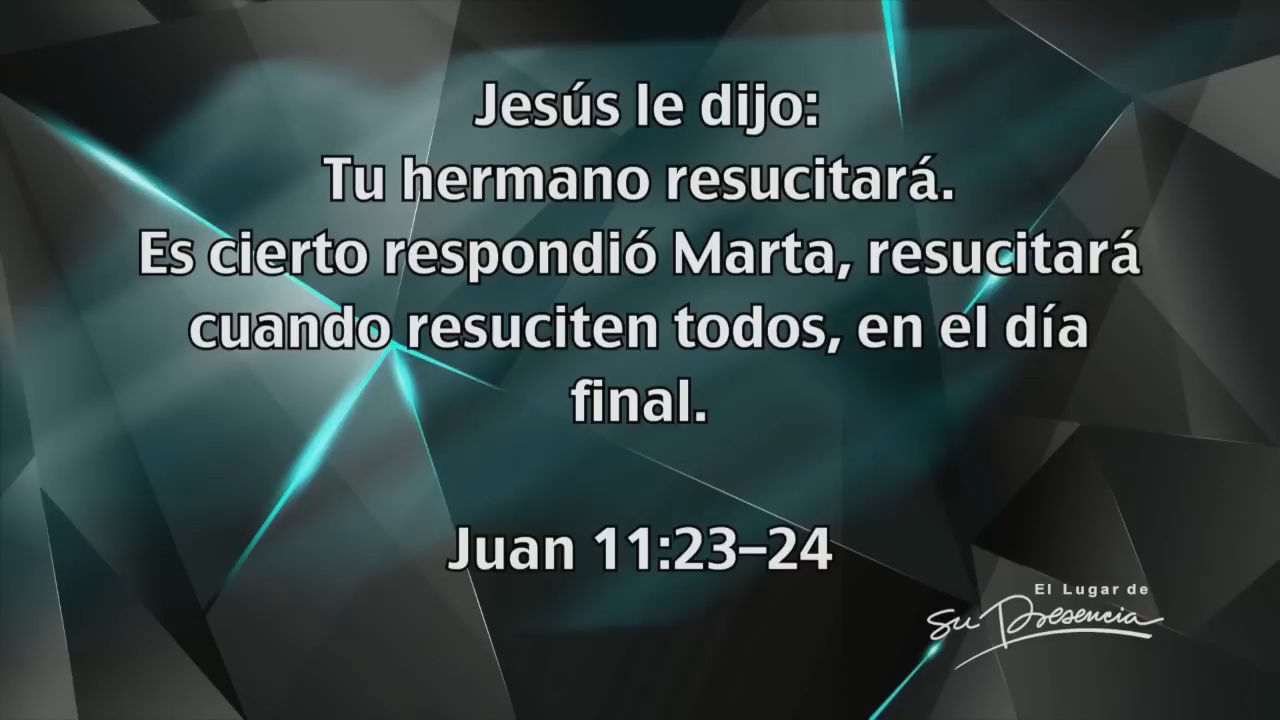 Jesús le dijo:
Tu hermano resucitará.
Es cierto respondió Marta, resucitará
cuando resuciten todos, en el día
final.
Juan 11:23–24
El Lugar de
Su Presencia